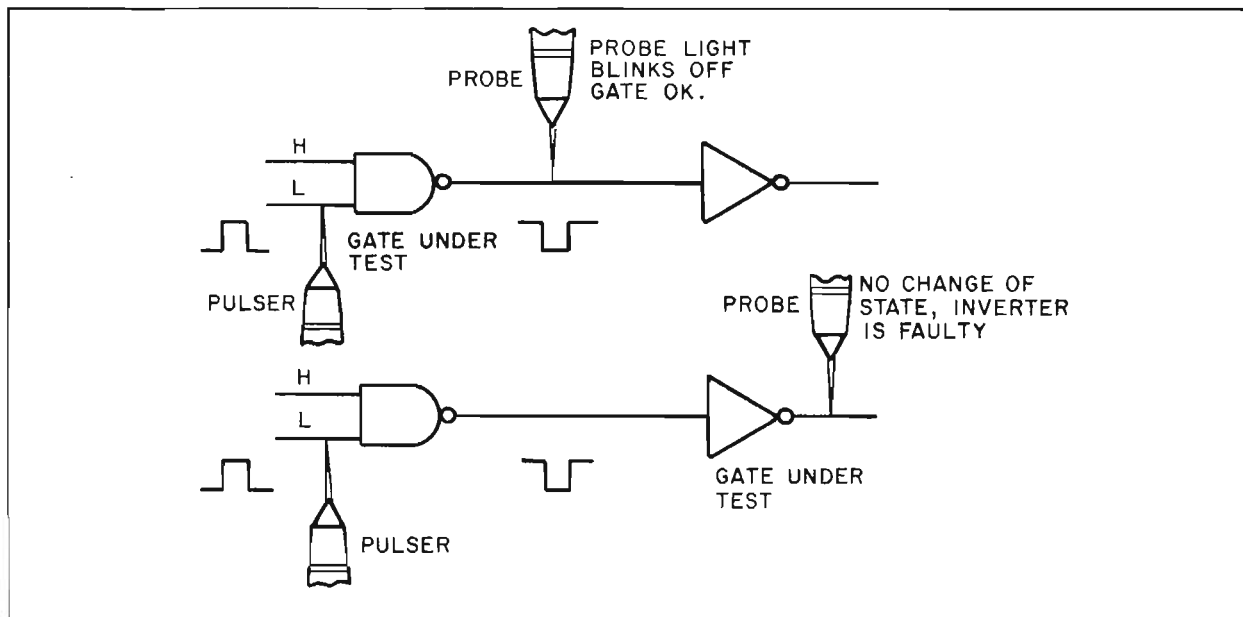 PROBE
PROBE LIGHT
BLINKS OFF
GATE OK.
H
L
GATE UNDER
TEST
PULSER
PROBE
NO CHANGE OF
STATE, INVERTER
IS FAULTY
H
L
GATE UNDER
TEST
PULSER